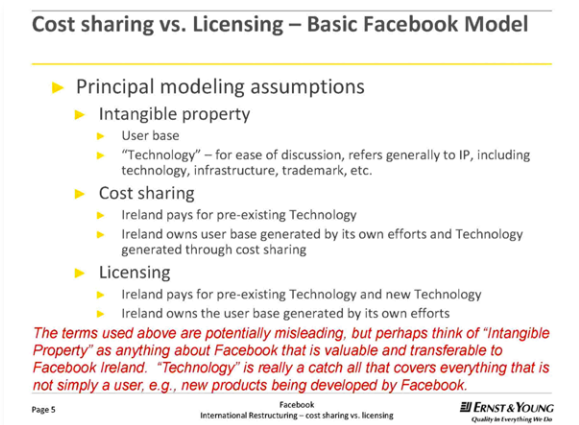 Cost sharing vs. Licensing – Basic Facebook Model
Principal modeling assumptions
Intangible property
User base
“Technology” – for ease of discussion, refers generally to IP, including
technology, infrastructure, trademark, etc.
Cost sharing
Ireland pays for pre-existing Technology
Ireland owns user base generated by its own efforts and Technology
generated through cost sharing
Licensing
Ireland pays for pre-existing Technology and new Technology
Ireland owns the user base generated by its own efforts
The terms used above are potentially misleading, but perhaps think of “Intangible
Property” as anything about Facebook that is valuable and transferable to
Facebook Ireland. “Technology” is really a catch all that covers everything that is
not simply a user, e.g., new products being developed by Facebook.
Page 5
Facebook
International Restructuring – cost sharing vs. licensing
ERNST & YOUNG
Quality In Everything We Do